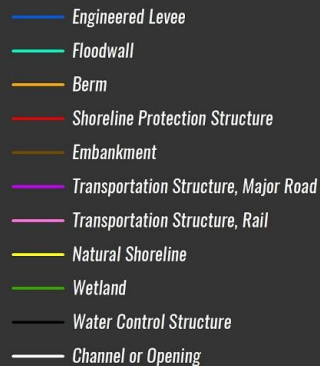 Engineered Levee
Floodwall
Berm
Shoreline Protection Structure
Embankment
Transportation Structure, Major Road
Transportation Structure, Rail
Natural Shoreline
Wetland
Water Control Structure
Channel or Opening